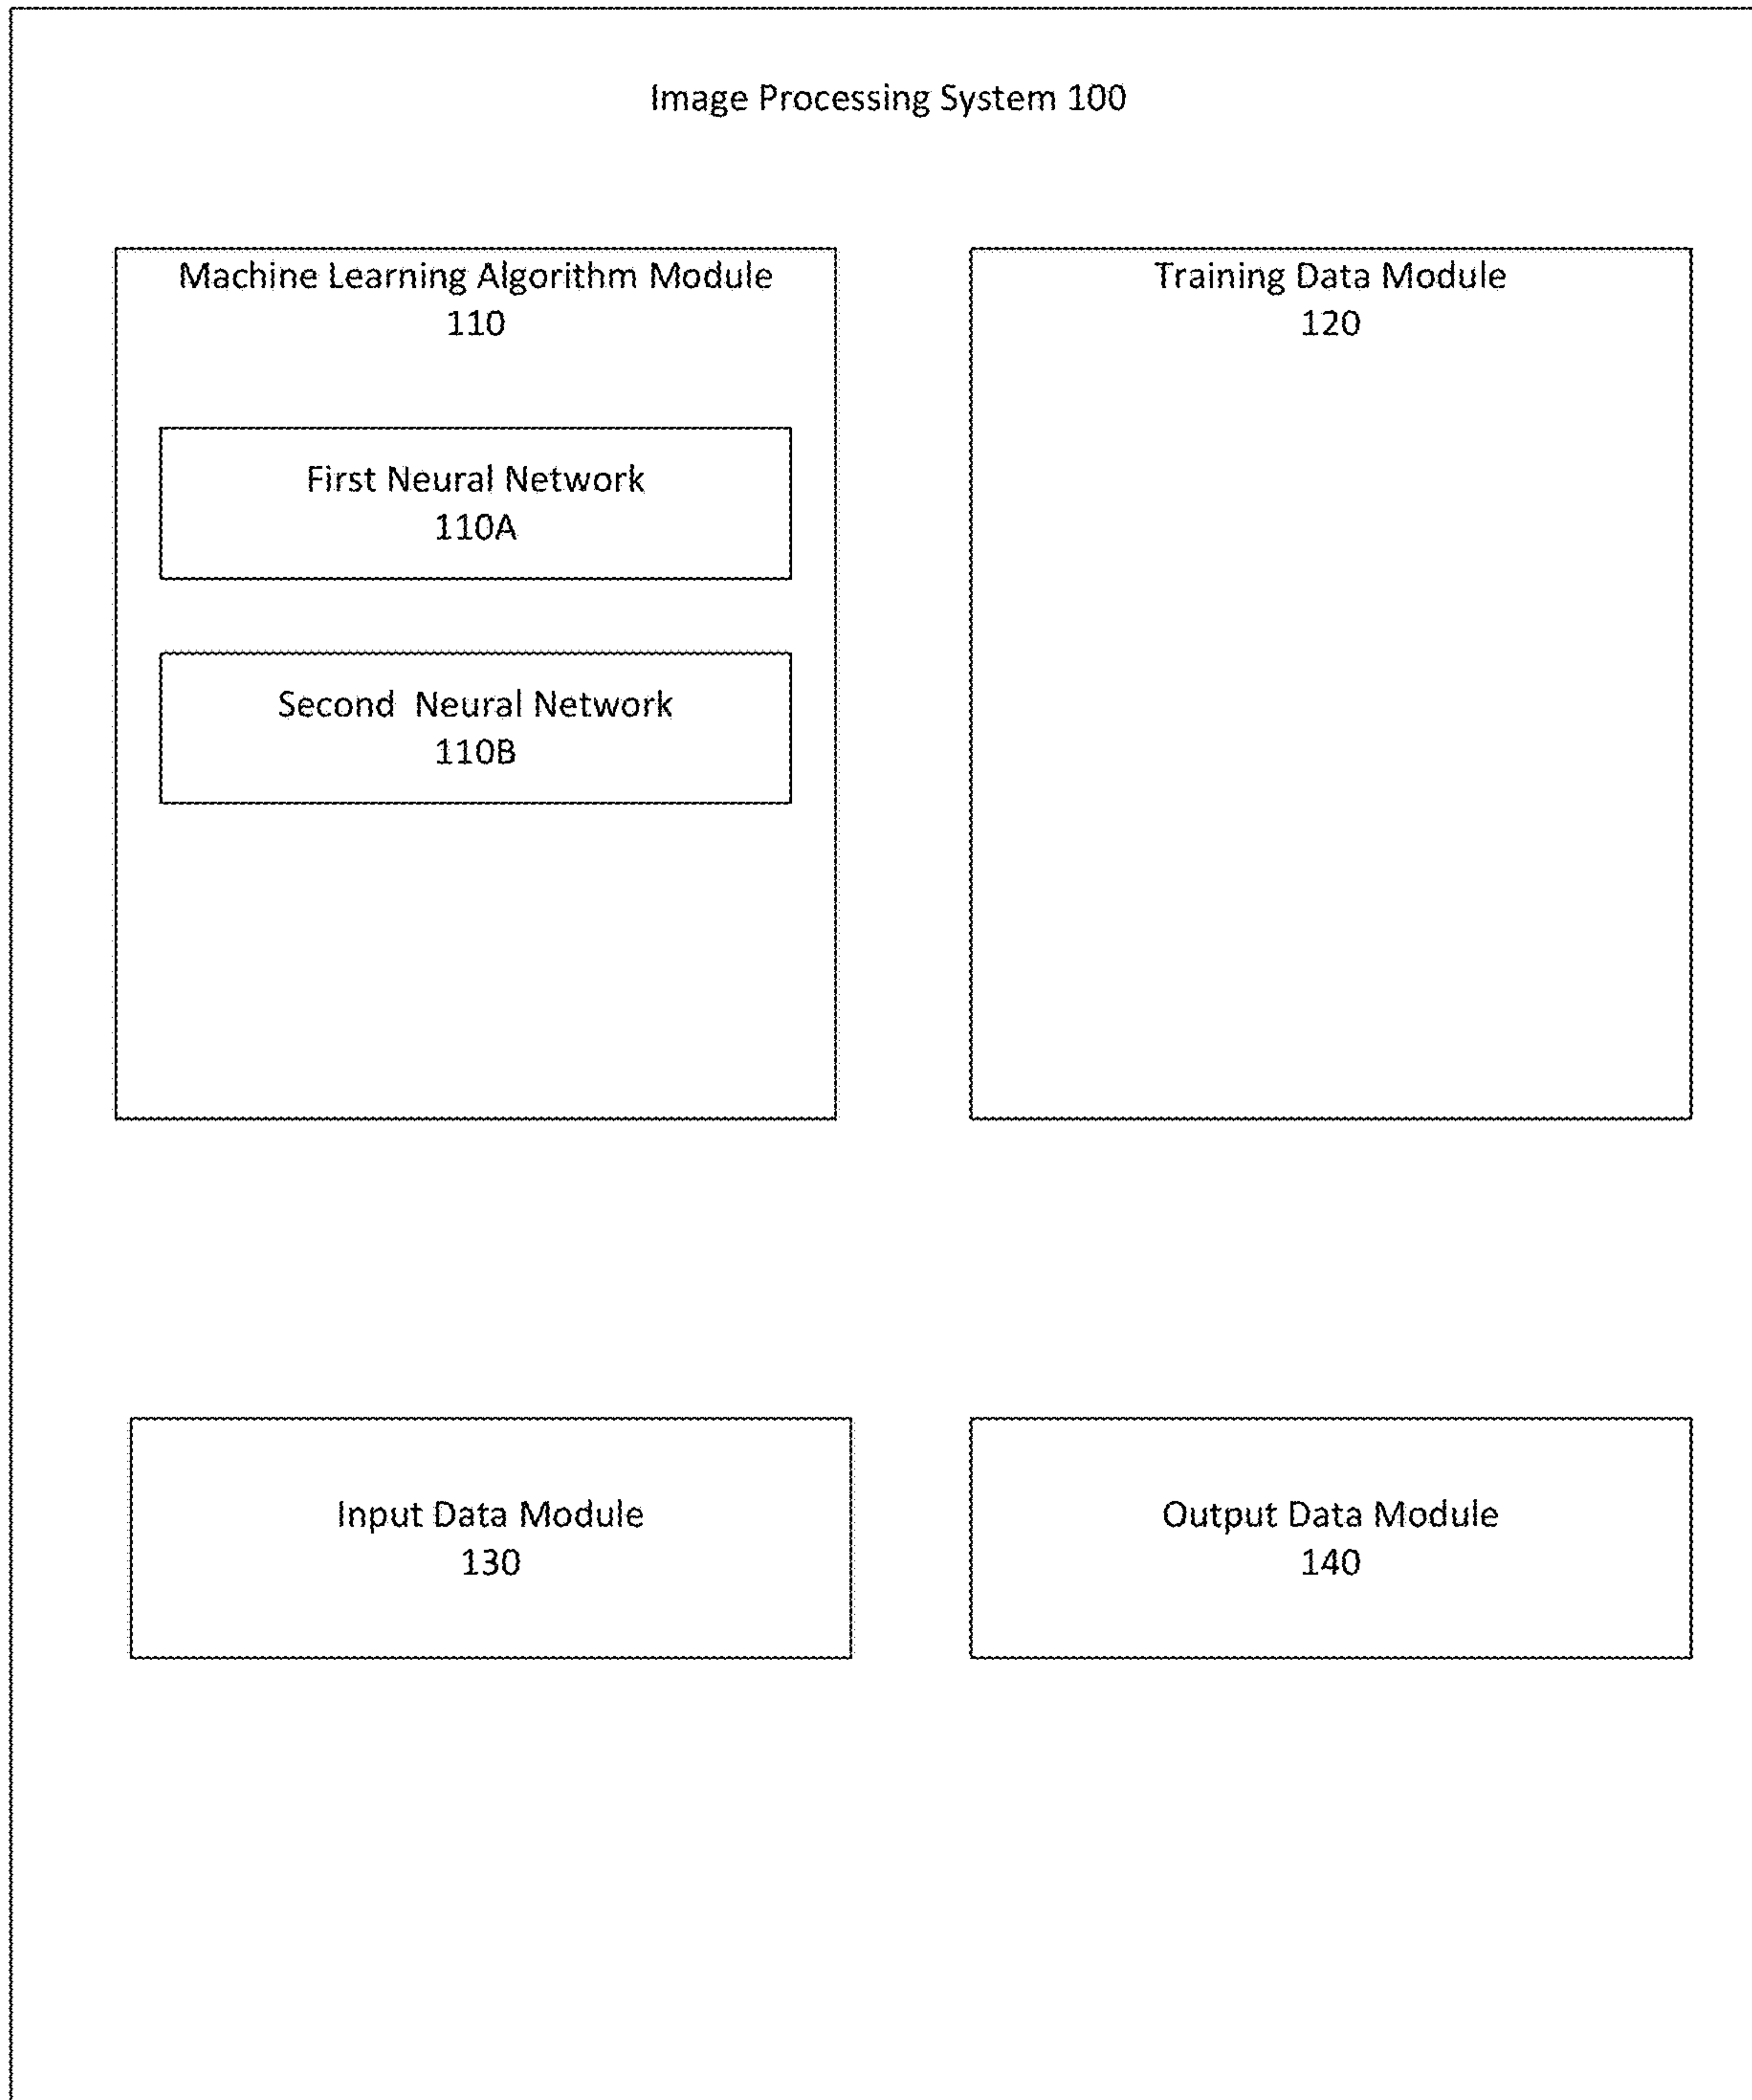 Image Processing System 100
Machine Learning Algorithm Module
110
First Neural Network
110A
Second Neural Network
110B
Training Data Module
120
Input Data Module
130
Output Data Module
140